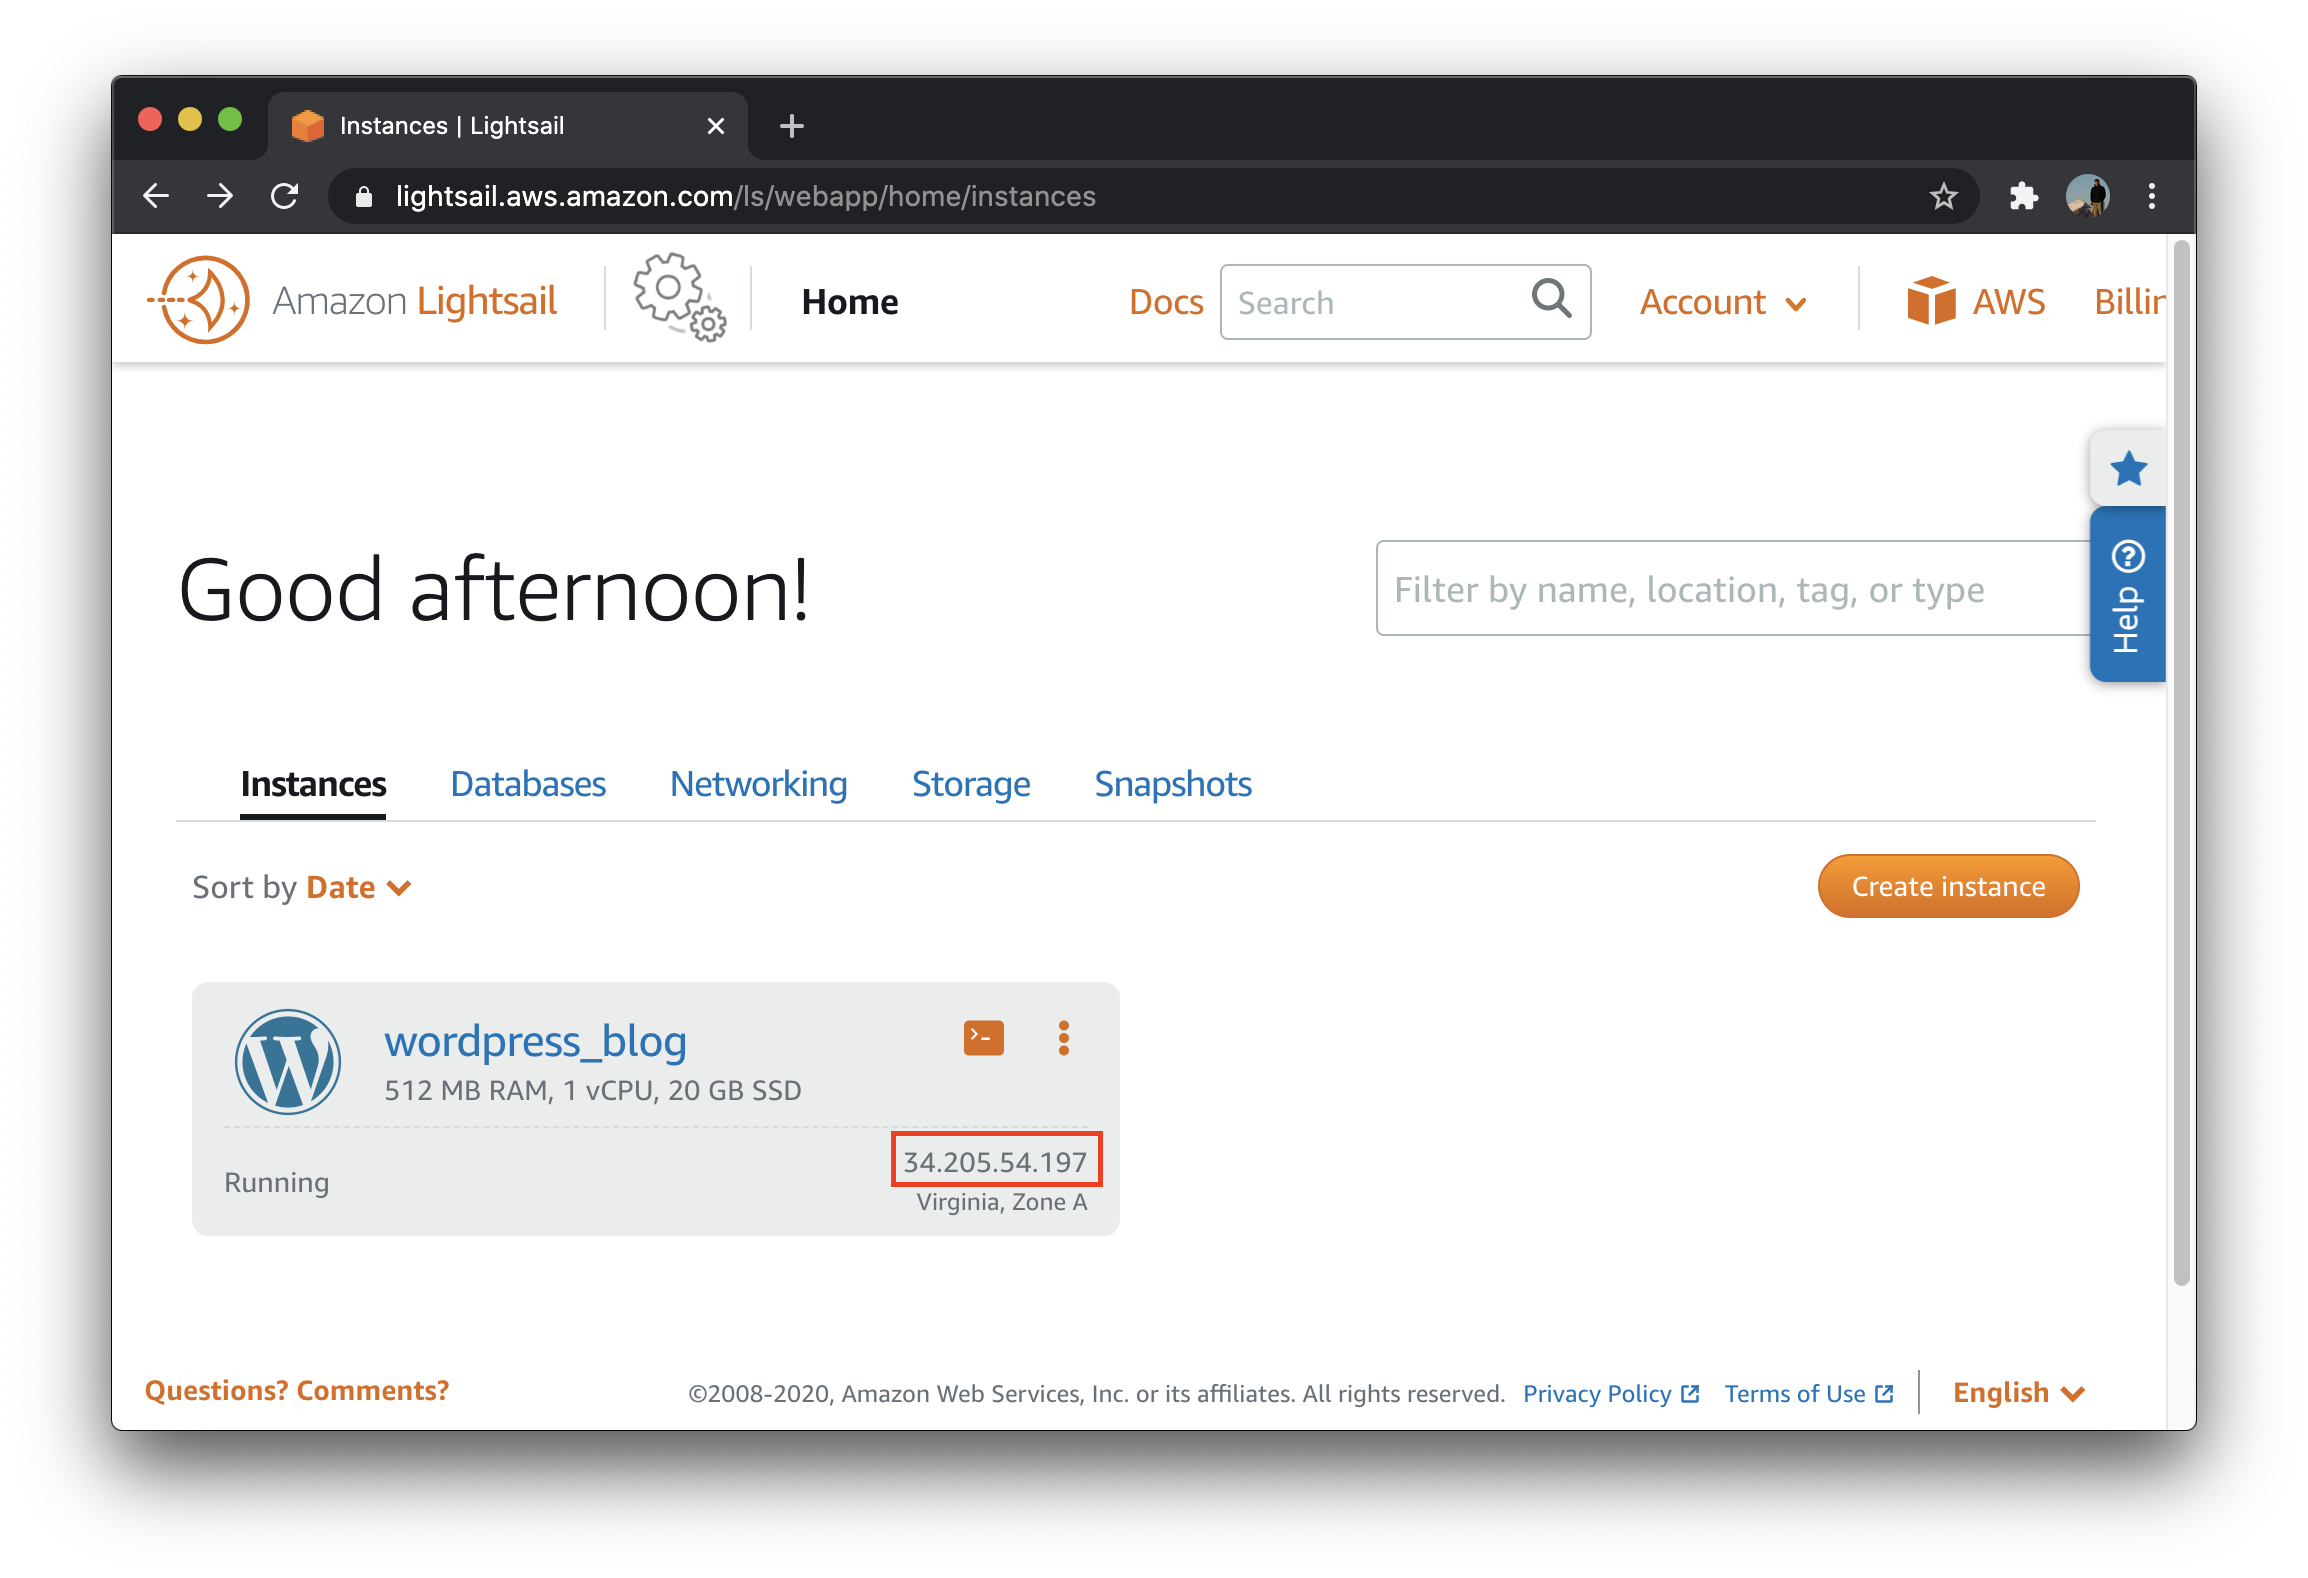 Instances | Lightsail
lightsail.aws.amazon.com/ls/webapp/home/instances
Amazon Lightsail
Home
Docs
Search
Account
AWS
Billin
Help
Good afternoon!
Filter by name, location, tag, or type
Instances
Databases
Networking
Storage
Snapshots
Sort by Date
Create instance
wordpress_blog
512 MB RAM, 1 vCPU, 20 GB SSD
Running
34.205.54.197
Virginia, Zone A
Questions? Comments?
©2008-2020, Amazon Web Services, Inc. or its affiliates. All rights reserved.
Privacy Policy
Terms of Use
English